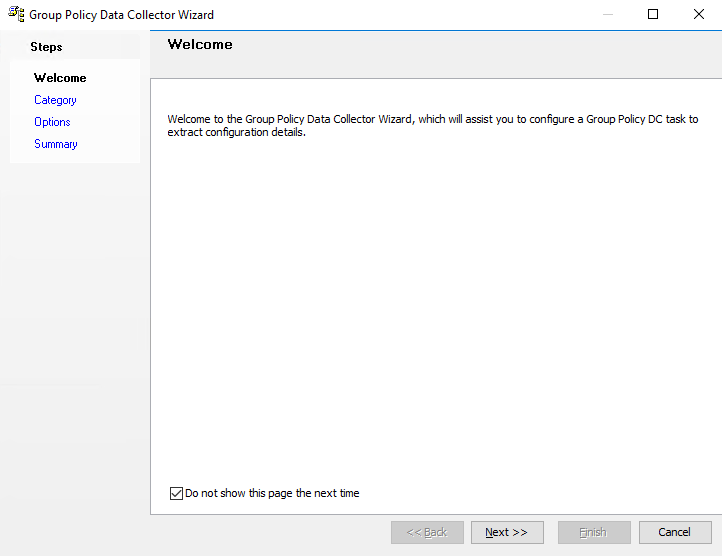 Group Policy Data Collector Wizard
Steps
Welcome
Category
Options
Summary
Welcome
Welcome to the Group Policy Data Collector Wizard, which will assist you to configure a Group Policy DC task to
extract configuration details.
Do not show this page the next time
<< Back
Next >>
Finish
Cancel